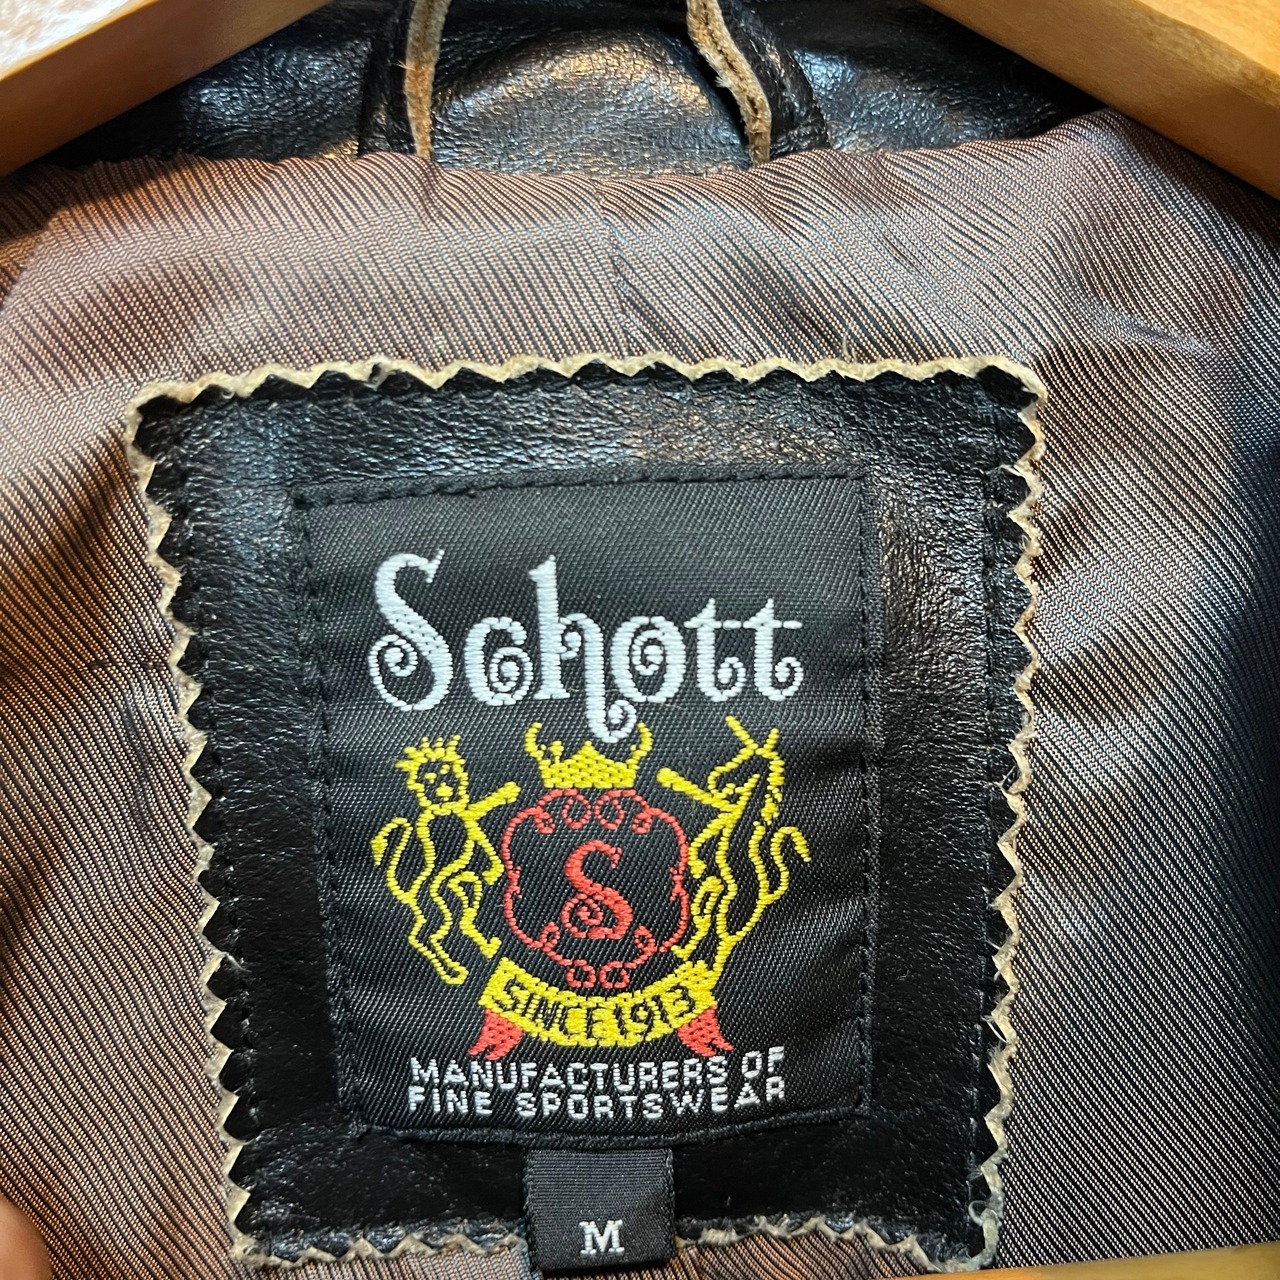 Schott
S
SINCE 1913
MANUFACTURERS OF
FINE SPORTSWEAR
M